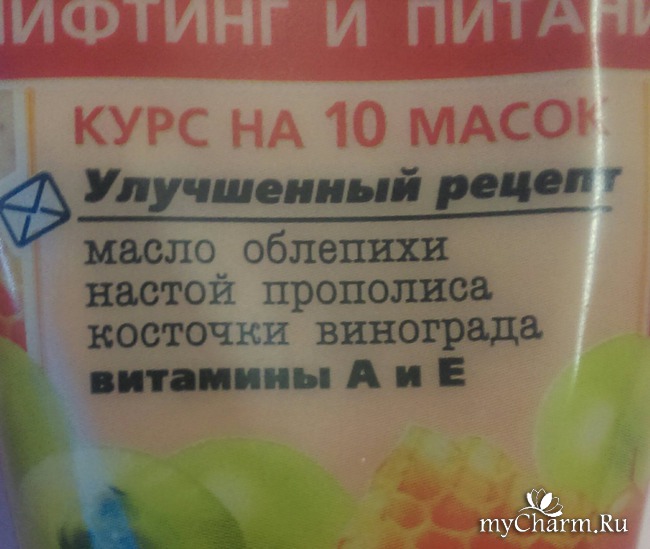 ЛИФТИНГ И ПИТАНИ
КУРС НА 10 МАСОК
Улучшенный рецепт
масло облепихи
настой прополиса
косточки винограда
витамины А и Е
myCharm.Ru